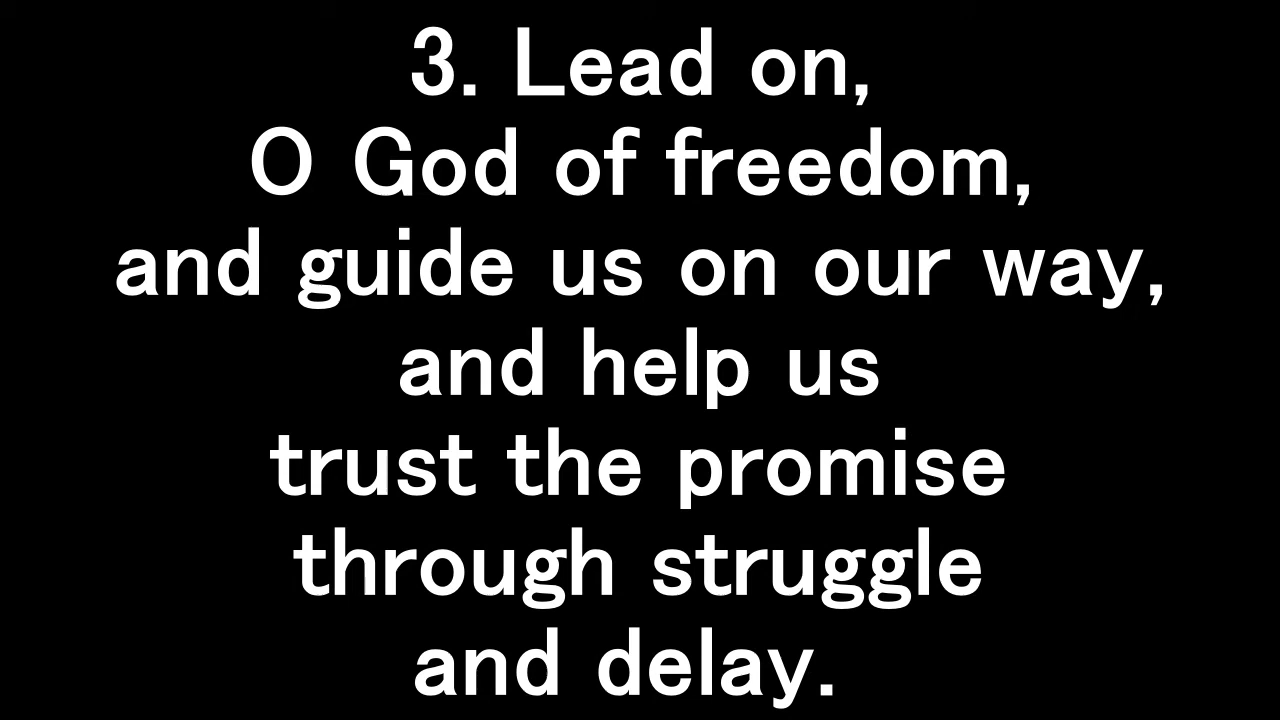 3. Lead on,
O God of freedom,
and guide us on our way,
and help us
trust the promise
through struggle
and delay.